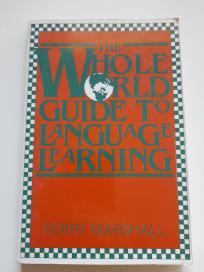 THE
WHOLE
WORLD
GUIDE TO
LANGUAGE
LEARNING
TERRY MARSHALL